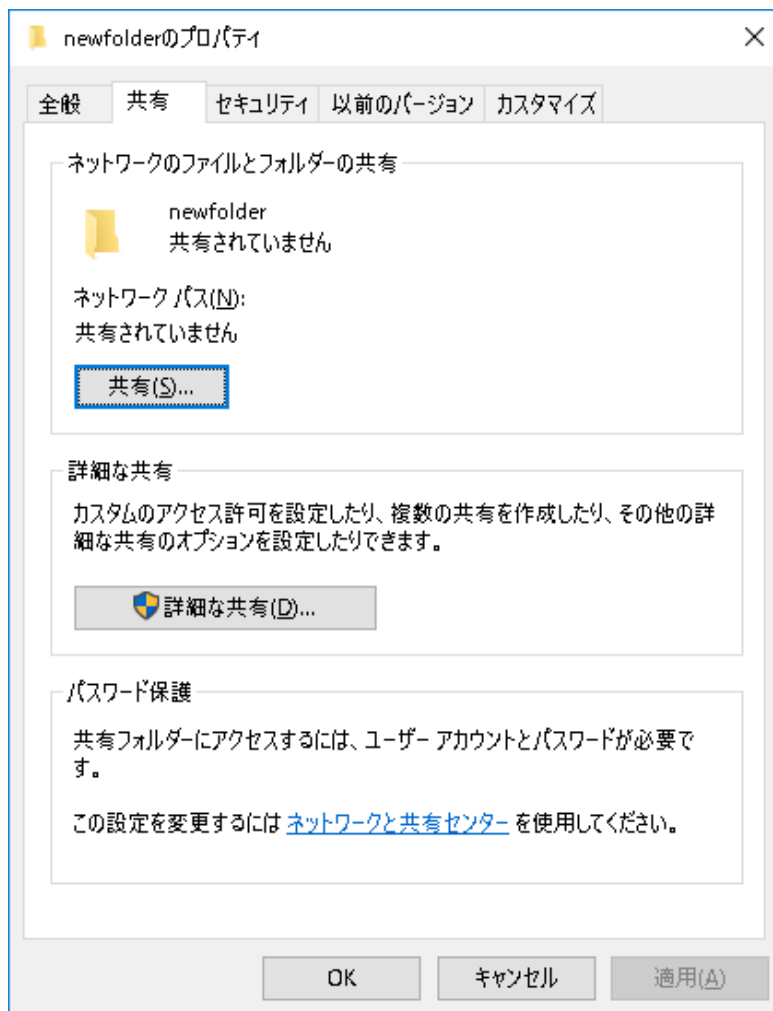 newfolderのプロパティ
全般 共有 セキュリティ 以前のバージョン カスタマイズ
ネットワークのファイルとフォルダーの共有
newfolder
共有されていません
ネットワーク パス(N):
共有されていません
共有(S)...
詳細な共有
カスタムのアクセス許可を設定したり、複数の共有を作成したり、その他の詳
細な共有のオプションを設定したりできます。
詳細な共有(D)...
パスワード保護
共有フォルダーにアクセスするには、ユーザー アカウントとパスワードが必要で
す。
この設定を変更するには ネットワークと共有センター を使用してください。
OK キャンセル 適用(A)